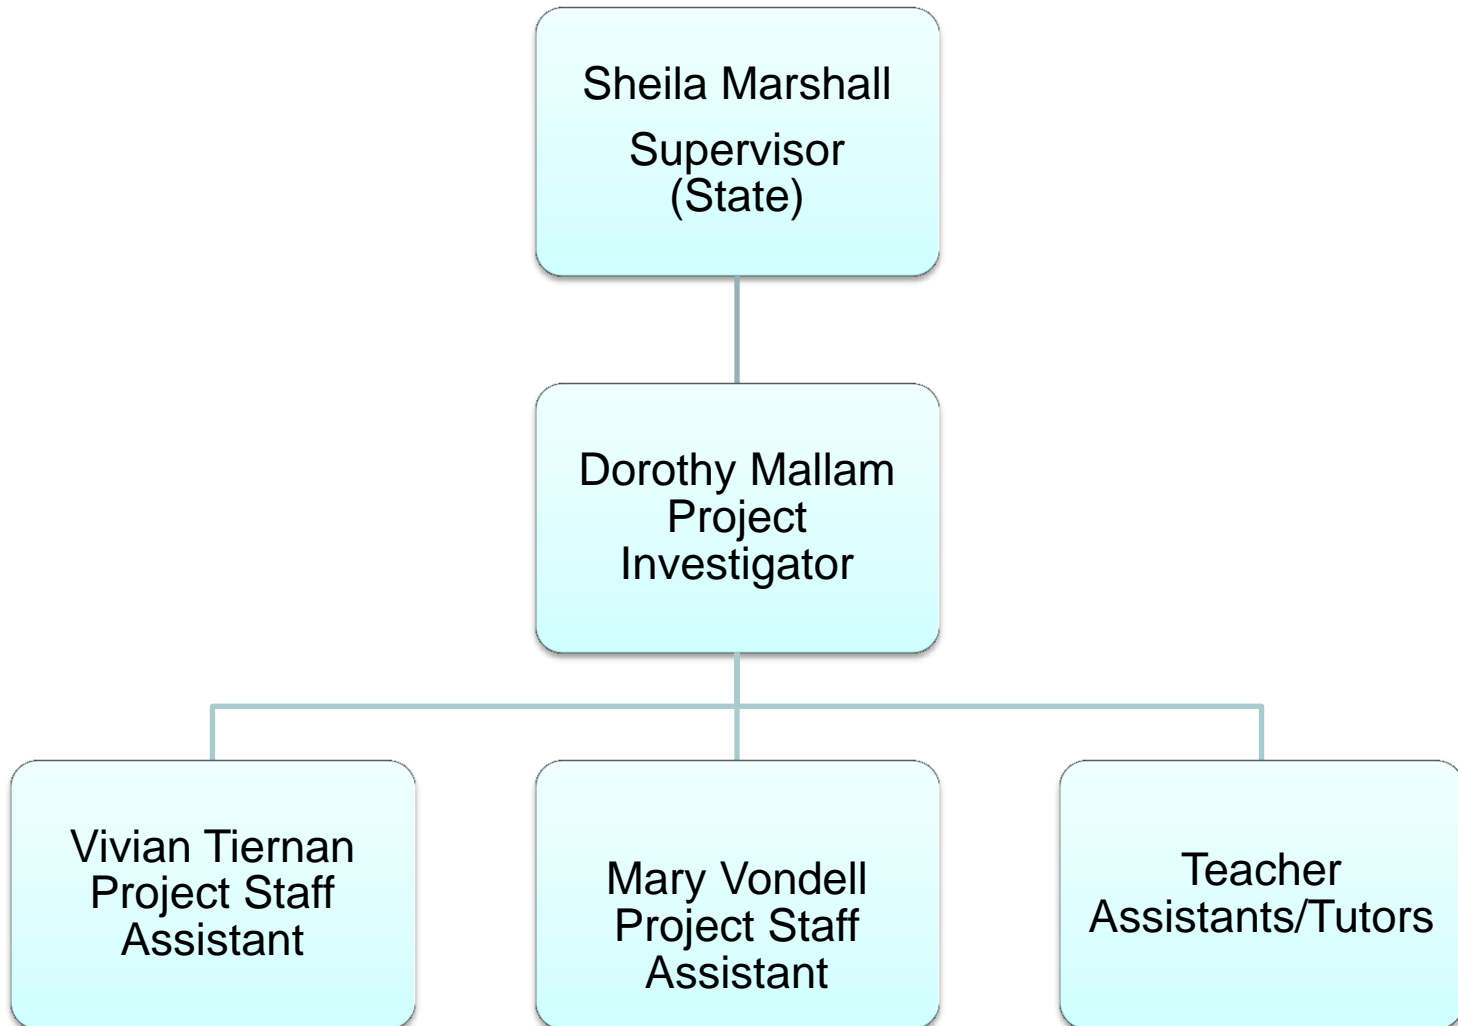 Sheila Marshall
Supervisor
(State)
Dorothy Mallam
Project
Investigator
Vivian Tiernan
Project Staff
Assistant
Mary Vondell
Project Staff
Assistant
Teacher
Assistants/Tutors